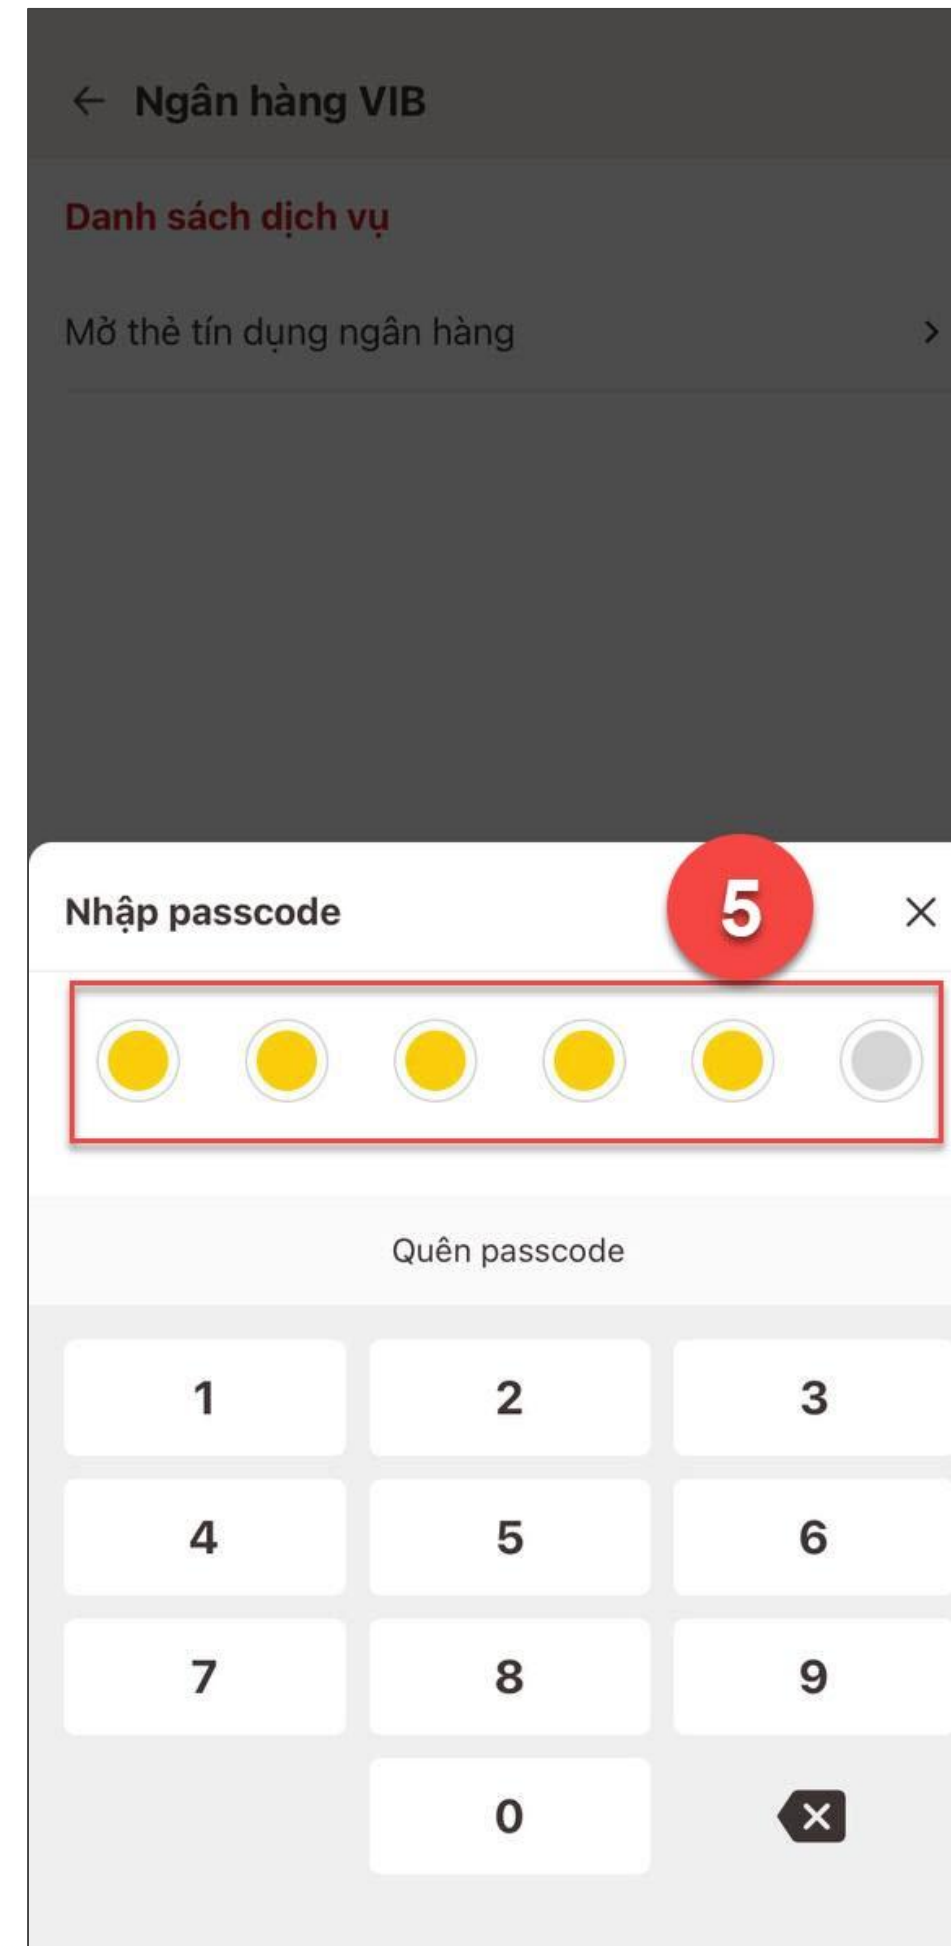 Ngân hàng VIB
Danh sách dịch vụ
Mở thẻ tín dụng ngân hàng
Nhập passcode
5
Quên passcode
1 2 3
4 5 6
7 8 9
0